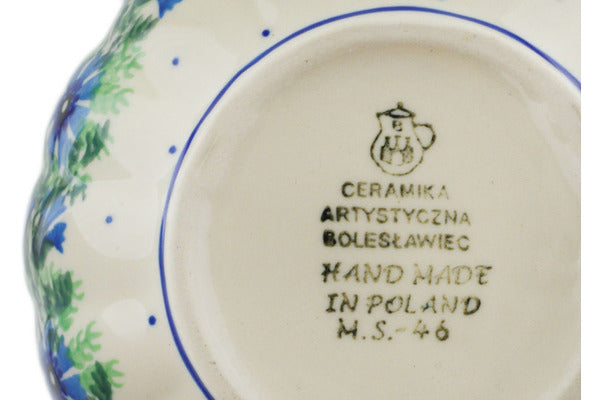 CERAMIKA
ARTYSTYCZNA
BOLESŁAWIEC
HAND MADE
IN POLAND
M.S.-46